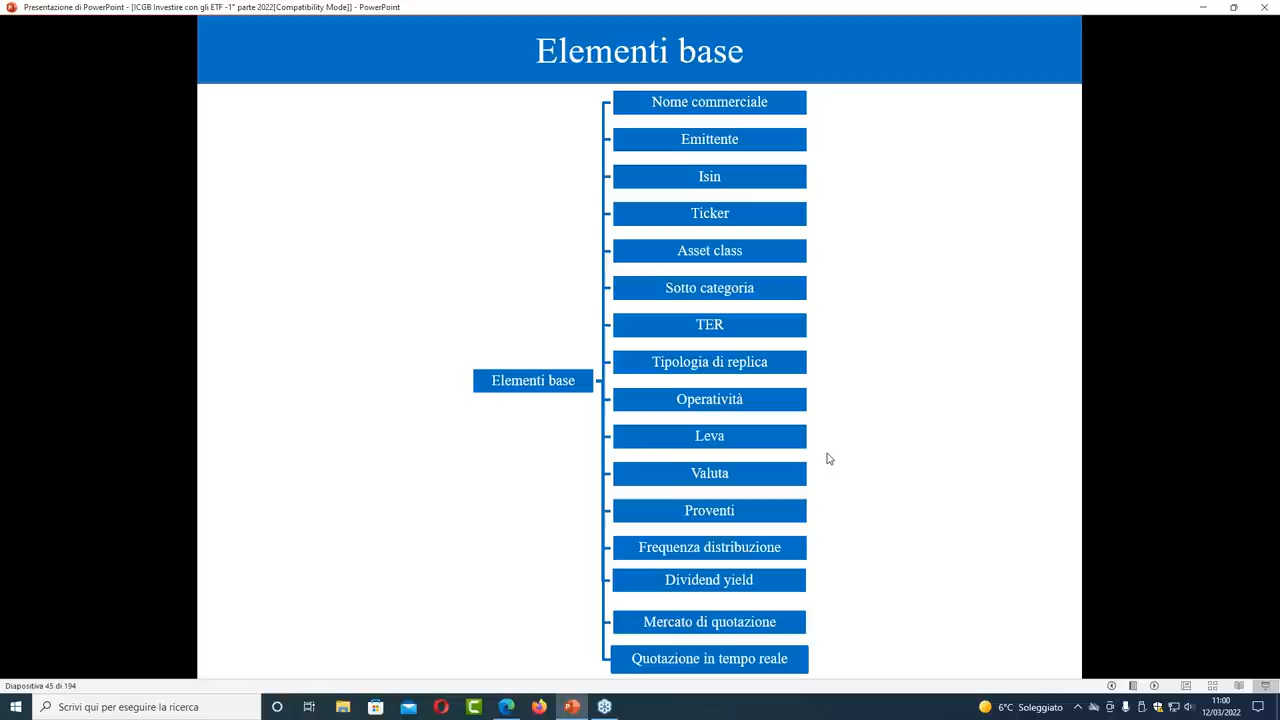 Presentazione di PowerPoint - [ICGB Investire con gli ETF -1° parte 2022[Compatibility Mode]] - PowerPoint
Elementi base
Nome commerciale
Emittente
Isin
Ticker
Asset class
Sotto categoria
TER
Tipologia di replica
Elementi base
Operatività
Leva
Valuta
Proventi
Frequenza distribuzione
Dividend yield
Mercato di quotazione
Quotazione in tempo reale
Diapositiva 45 di 194
Scrivi qui per eseguire la ricerca
6°C Soleggiato
11:00
12/03/2022